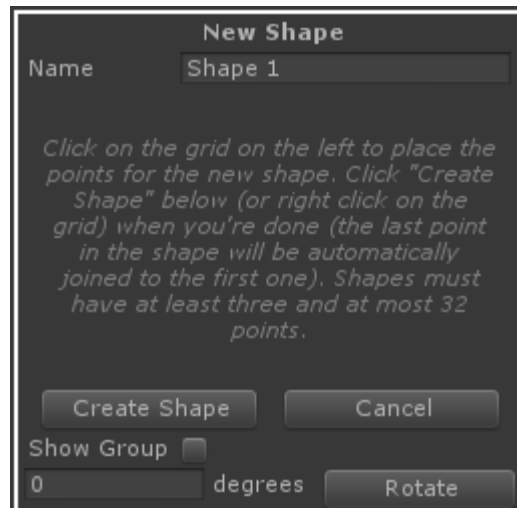 New Shape
Name Shape 1
Click on the grid on the left to place the
points for the new shape. Click "Create
Shape" below (or right click on the
grid) when you're done (the last point
in the shape will be automatically
joined to the first one). Shapes must
have at least three and at most 32
points.
Create Shape Cancel
Show Group
0 degrees Rotate